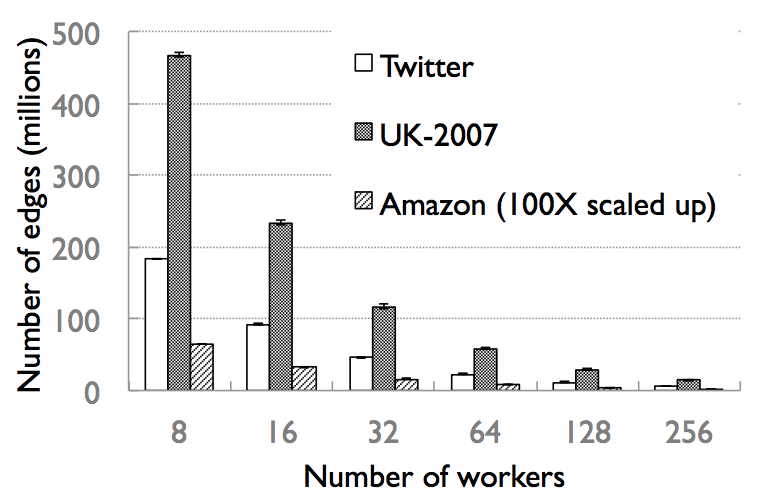 500
400
300
200
100
0
Number of edges (millions)
Twitter
UK-2007
Amazon (100X scaled up)
8 16 32 64 128 256
Number of workers